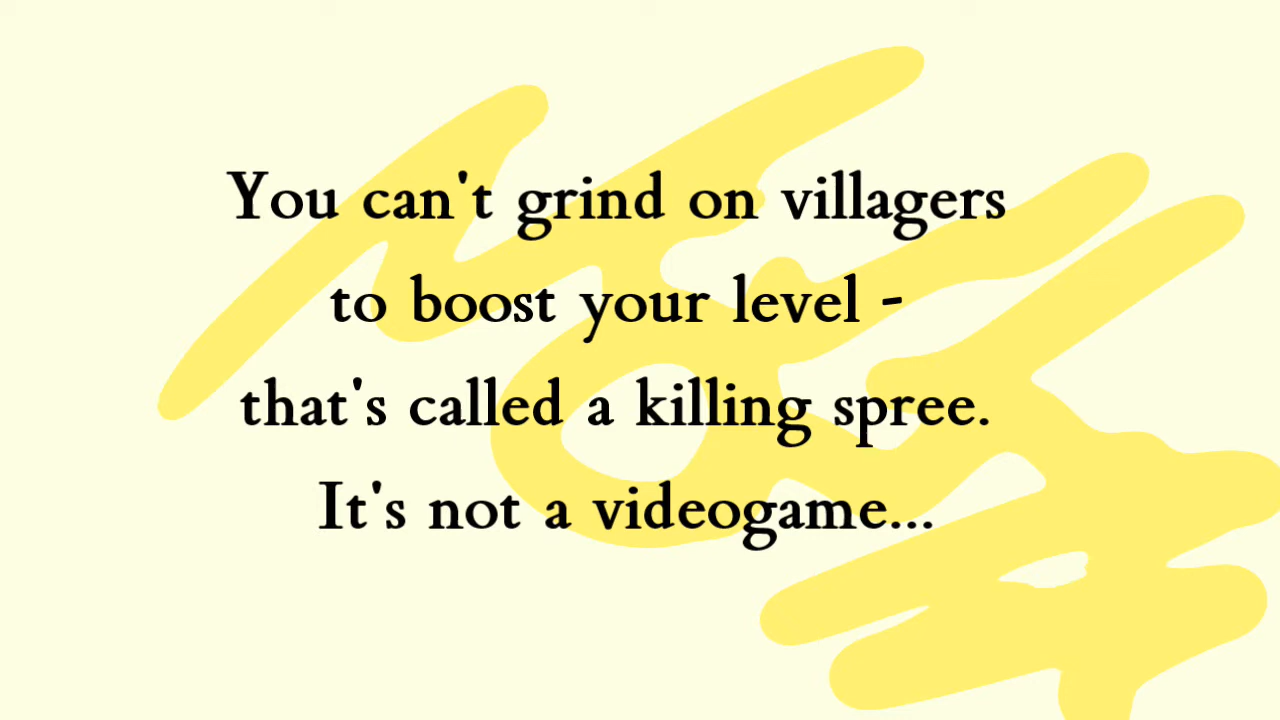 You can't grind on villagers
to boost your level -
that's called a killing spree.
It's not a videogame...